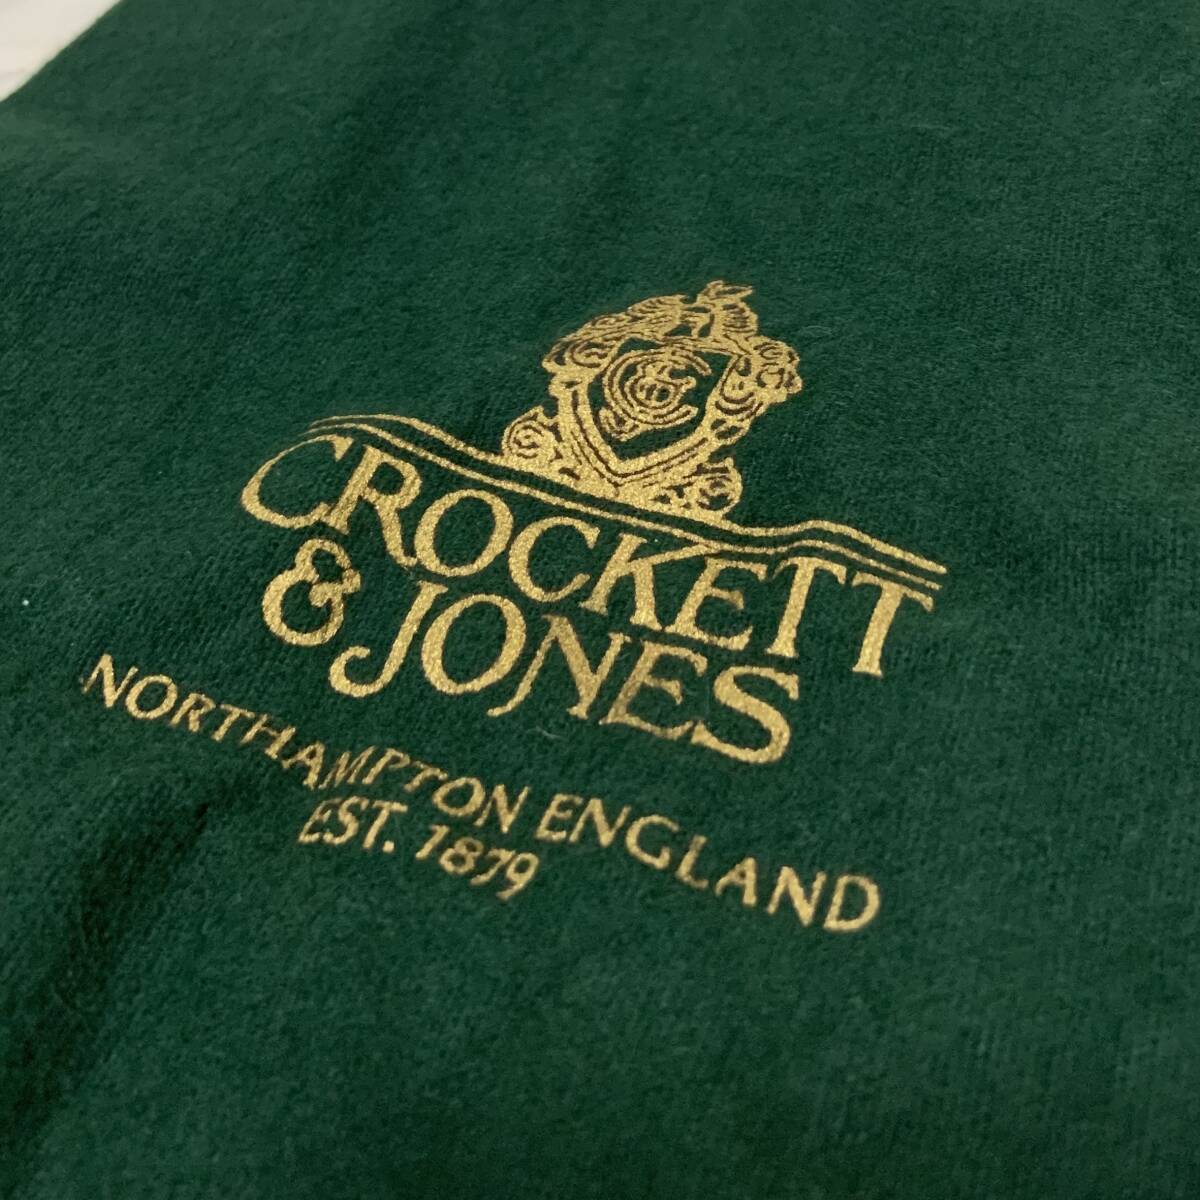 CROCKETT
& JONES
NORTHAMPTON ENGLAND
EST. 1879